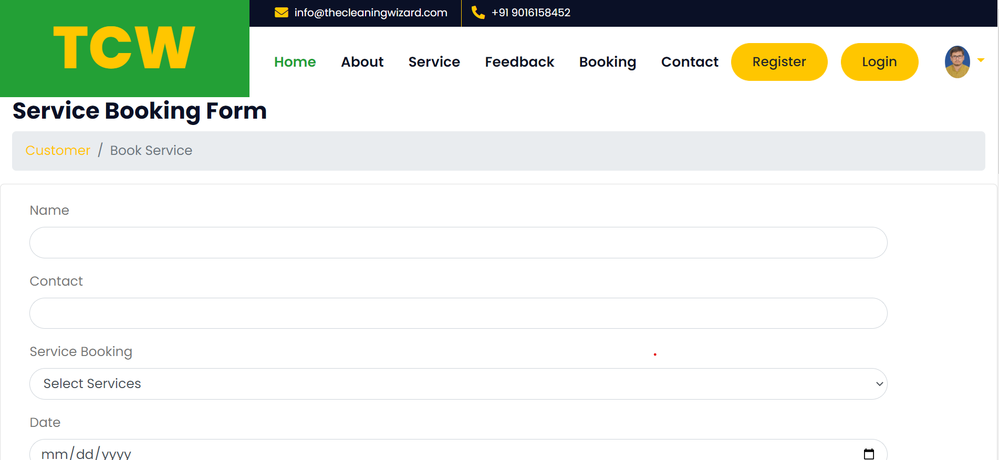 info@thecleaningwizard.com +91 9016158452
TCW
Home About Service Feedback Booking Contact Register Login
Service Booking Form
Customer / Book Service
Name
Contact
Service Booking
Select Services
Date
mm/dd/yyyy